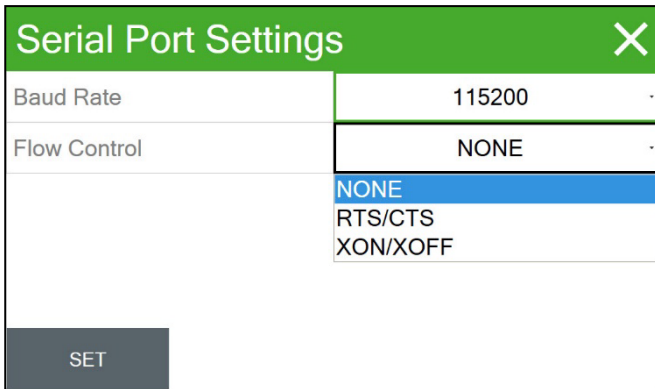 Serial Port Settings
Baud Rate 115200
Flow Control NONE
NONE
RTS/CTS
XON/XOFF
SET